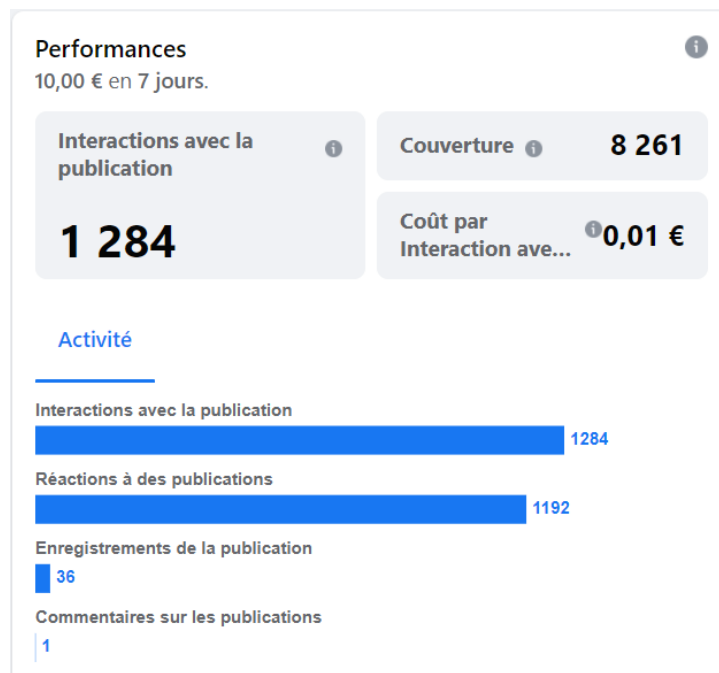 Performances
10,00 € en 7 jours.
Interactions avec la
publication
1 284
Couverture
8 261
Coût par
Interaction ave...
0,01 €
Activité
Interactions avec la publication
1284
Réactions à des publications
1192
Enregistrements de la publication
36
Commentaires sur les publications
1